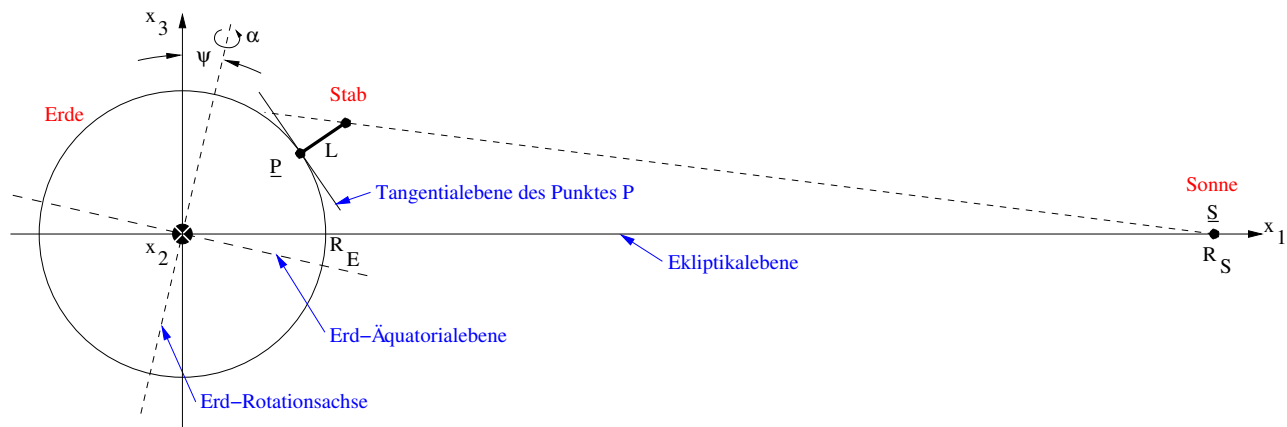 x3
α
ψ
Stab
Erde
P
L
Tangentialebene des Punktes P
Sonne
S
x2
RE
x1
Ekliptikalebene
RS
Erd−Äquatorialebene
Erd−Rotationsachse